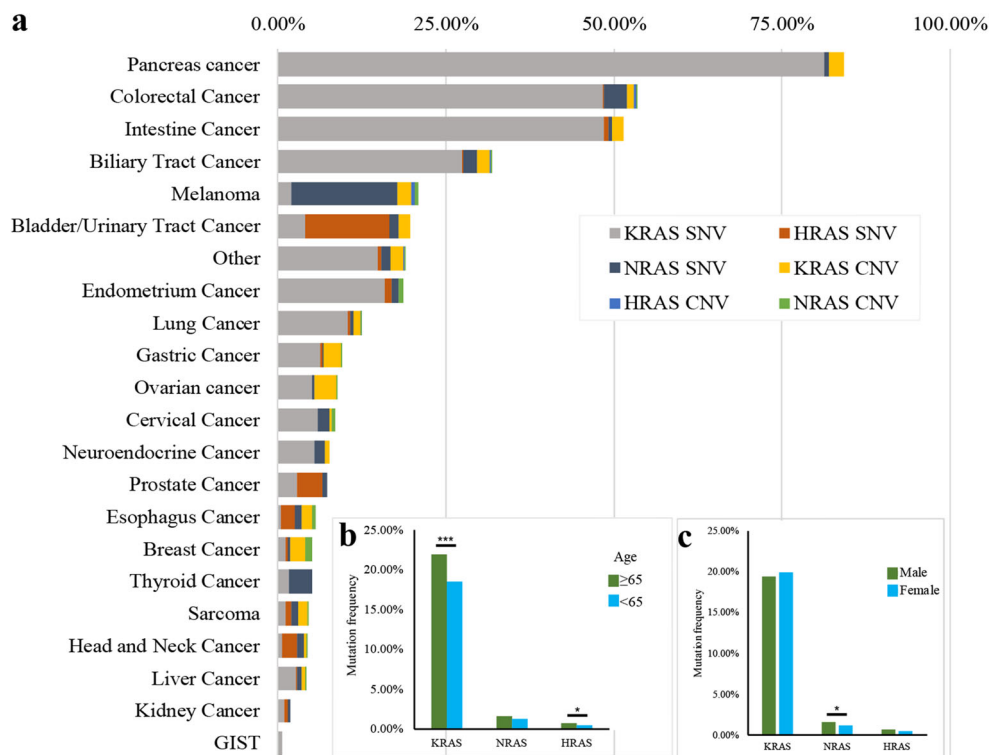 a
0.00% 25.00% 50.00% 75.00% 100.00%
Pancreas cancer
Colorectal Cancer
Intestine Cancer
Biliary Tract Cancer
Melanoma
Bladder/Urinary Tract Cancer
Other
Endometrium Cancer
Lung Cancer
Gastric Cancer
Ovarian cancer
Cervical Cancer
Neuroendocrine Cancer
Prostate Cancer
Esophagus Cancer
Breast Cancer
Thyroid Cancer
Sarcoma
Head and Neck Cancer
Liver Cancer
Kidney Cancer
GIST
KRAS SNV HRAS SNV
NRAS SNV KRAS CNV
HRAS CNV NRAS CNV
b
Mutation frequency
25.00%
20.00%
15.00%
10.00%
5.00%
0.00%
***
*
Age
≥65
<65
KRAS NRAS HRAS
c
Mutation frequency
25.00%
20.00%
15.00%
10.00%
5.00%
0.00%
*
Male
Female
KRAS NRAS HRAS